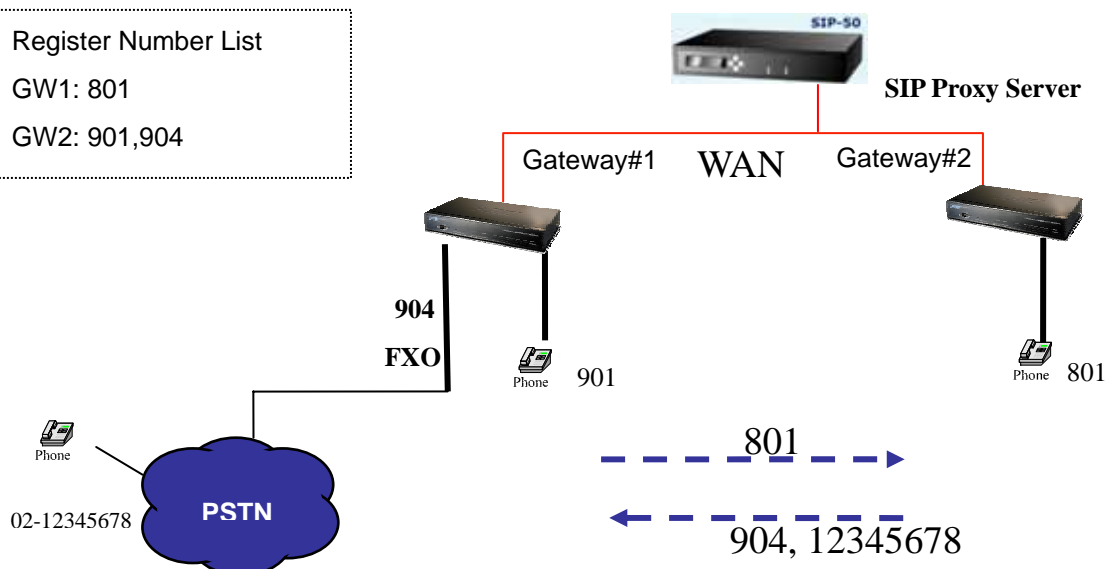 Register Number List
GW1: 801
GW2: 901,904
SIP-50
SIP Proxy Server
Gateway#1
WAN
Gateway#2
904
FXO
Phone
901
Phone
801
Phone
02-12345678
PSTN
801
904, 12345678